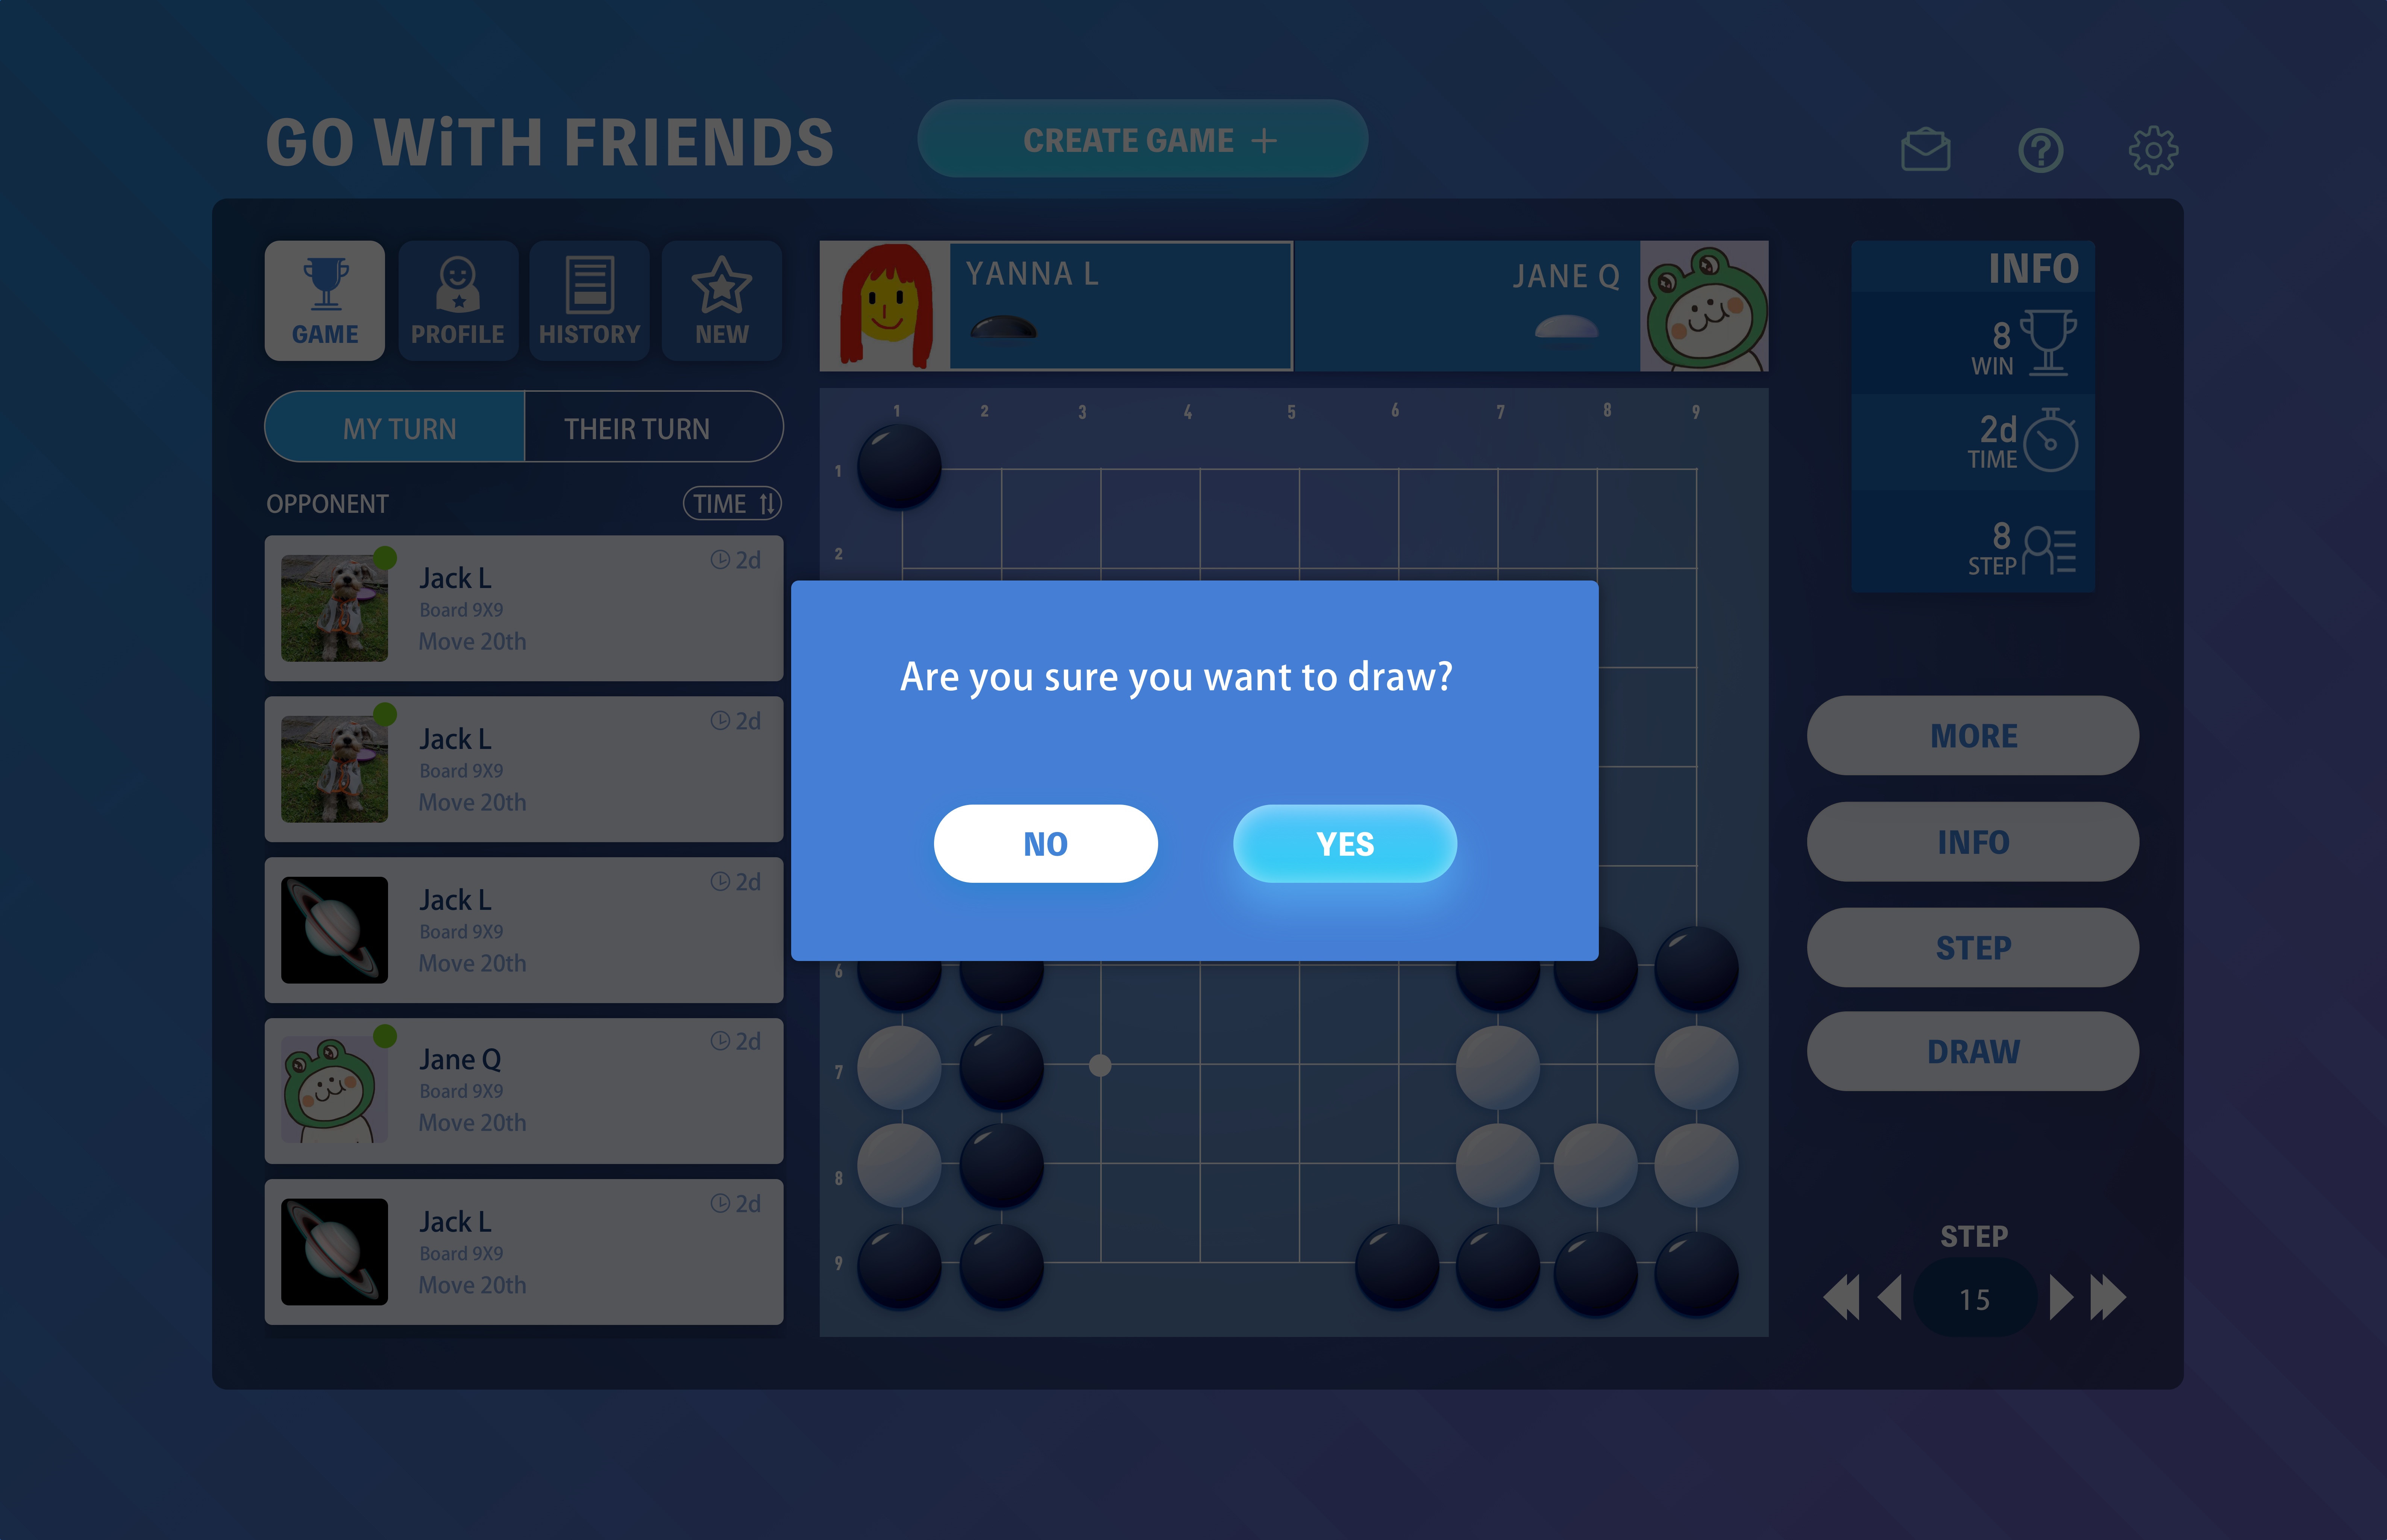 GO WiTH FRIENDS
CREATE GAME +
GAME
PROFILE
HISTORY
NEW
MY TURN
THEIR TURN
OPPONENT
TIME
Jack L
2d
Board 9X9
Move 20th
Jack L
2d
Board 9X9
Move 20th
Jack L
2d
Board 9X9
Move 20th
Jane Q
2d
Board 9X9
Move 20th
Jack L
2d
Board 9X9
Move 20th
YANNA L
JANE Q
1 2 3 4 5 6 7 8 9
1
2
6
7
8
9
Are you sure you want to draw?
NO
YES
INFO
8
WIN
2d
TIME
8
STEP
MORE
INFO
STEP
DRAW
STEP
15